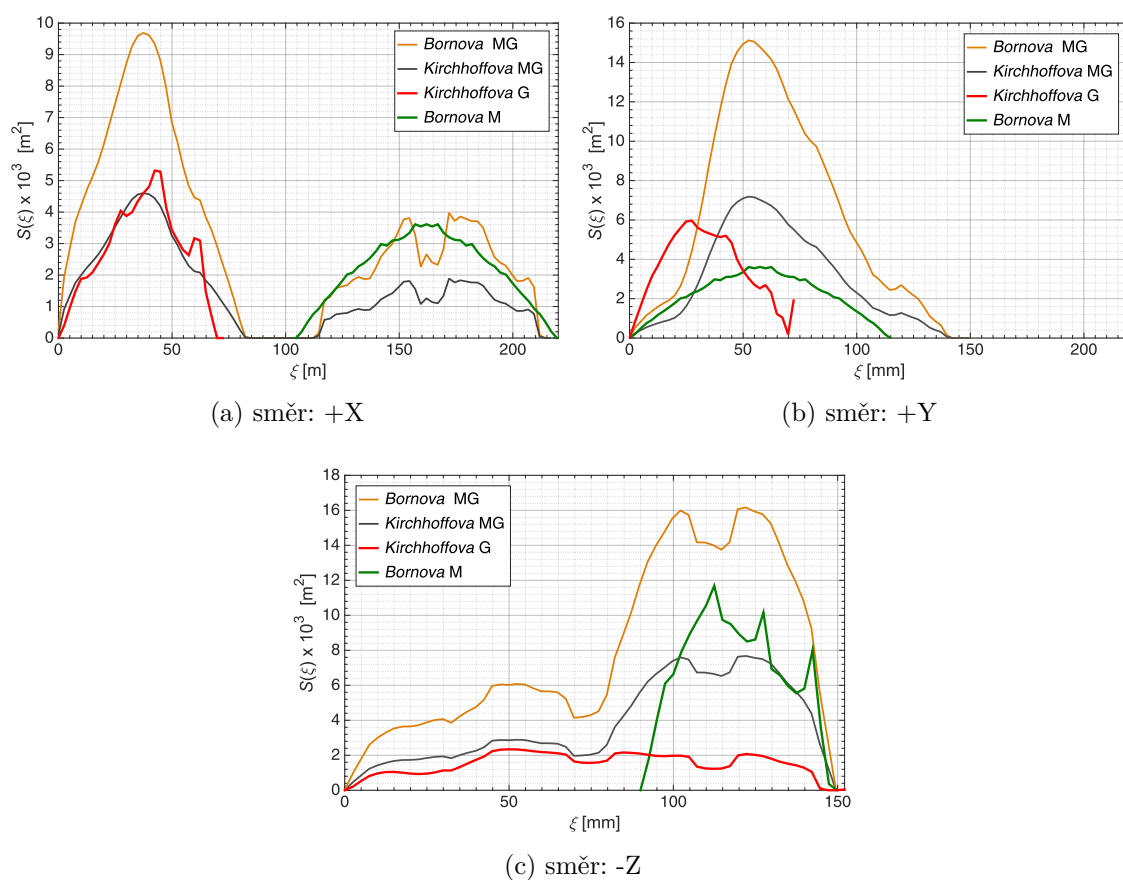 10
9
8
7
6
5
4
3
2
1
0
S(ξ) x 10³ [m²]
0 50 100 150 200
ξ [m]
Bornova MG
Kirchhoffova MG
Kirchhoffova G
Bornova M
(a) směr: +X
16
14
12
10
8
6
4
2
0
S(ξ) x 10³ [m²]
0 50 100 150 200
ξ [mm]
Bornova MG
Kirchhoffova MG
Kirchhoffova G
Bornova M
(b) směr: +Y
18
16
14
12
10
8
6
4
2
0
S(ξ) x 10³ [m²]
0 50 100 150
ξ [mm]
Bornova MG
Kirchhoffova MG
Kirchhoffova G
Bornova M
(c) směr: -Z